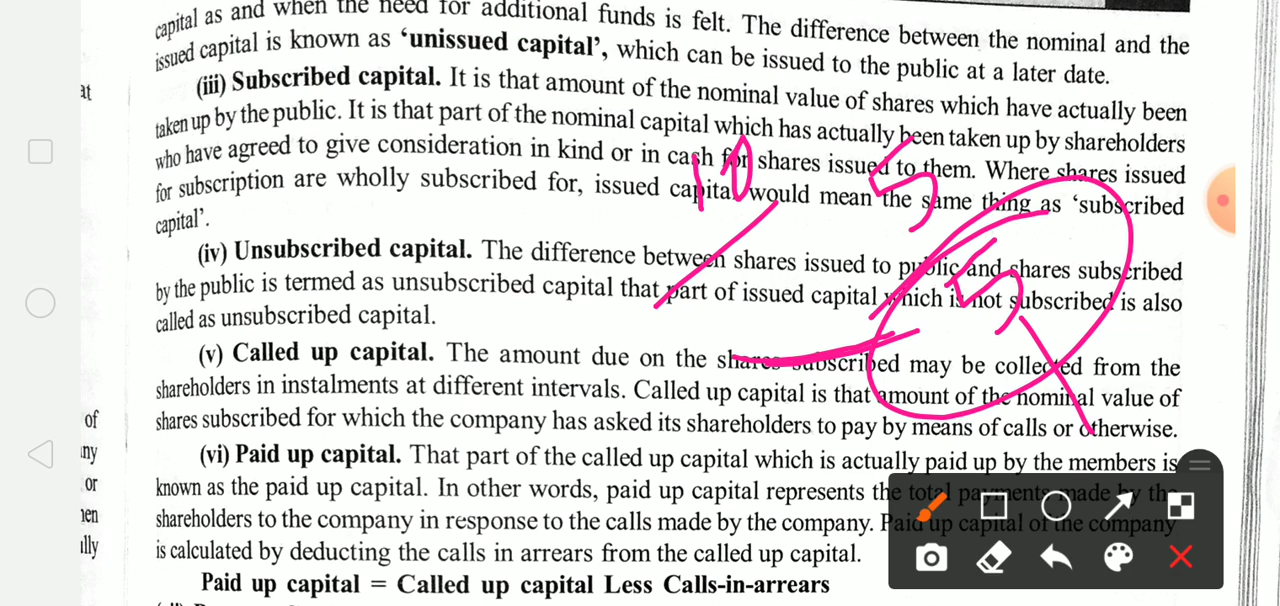 capital as and when the need for additional funds is felt. The difference between the nominal and the
issued capital is known as ‘unissued capital’, which can be issued to the public at a later date.
(iii) Subscribed capital. It is that amount of the nominal value of shares which have actually been
taken up by the public. It is that part of the nominal capital which has actually been taken up by shareholders
who have agreed to give consideration in kind or in cash for shares issued to them. Where shares issued
for subscription are wholly subscribed for, issued capital would mean the same thing as ‘subscribed
capital’.
(iv) Unsubscribed capital. The difference between shares issued to public and shares subscribed
by the public is termed as unsubscribed capital that part of issued capital which is not subscribed is also
called as unsubscribed capital.
(v) Called up capital. The amount due on the shares subscribed may be collected from the
shareholders in instalments at different intervals. Called up capital is that amount of the nominal value of
shares subscribed for which the company has asked its shareholders to pay by means of calls or otherwise.
(vi) Paid up capital. That part of the called up capital which is actually paid up by the members is
known as the paid up capital. In other words, paid up capital represents the total payments made by the
shareholders to the company in response to the calls made by the company. Paid up capital of the company
is calculated by deducting the calls in arrears from the called up capital.
Paid up capital = Called up capital Less Calls-in-arrears
at
of
or
10
5
5